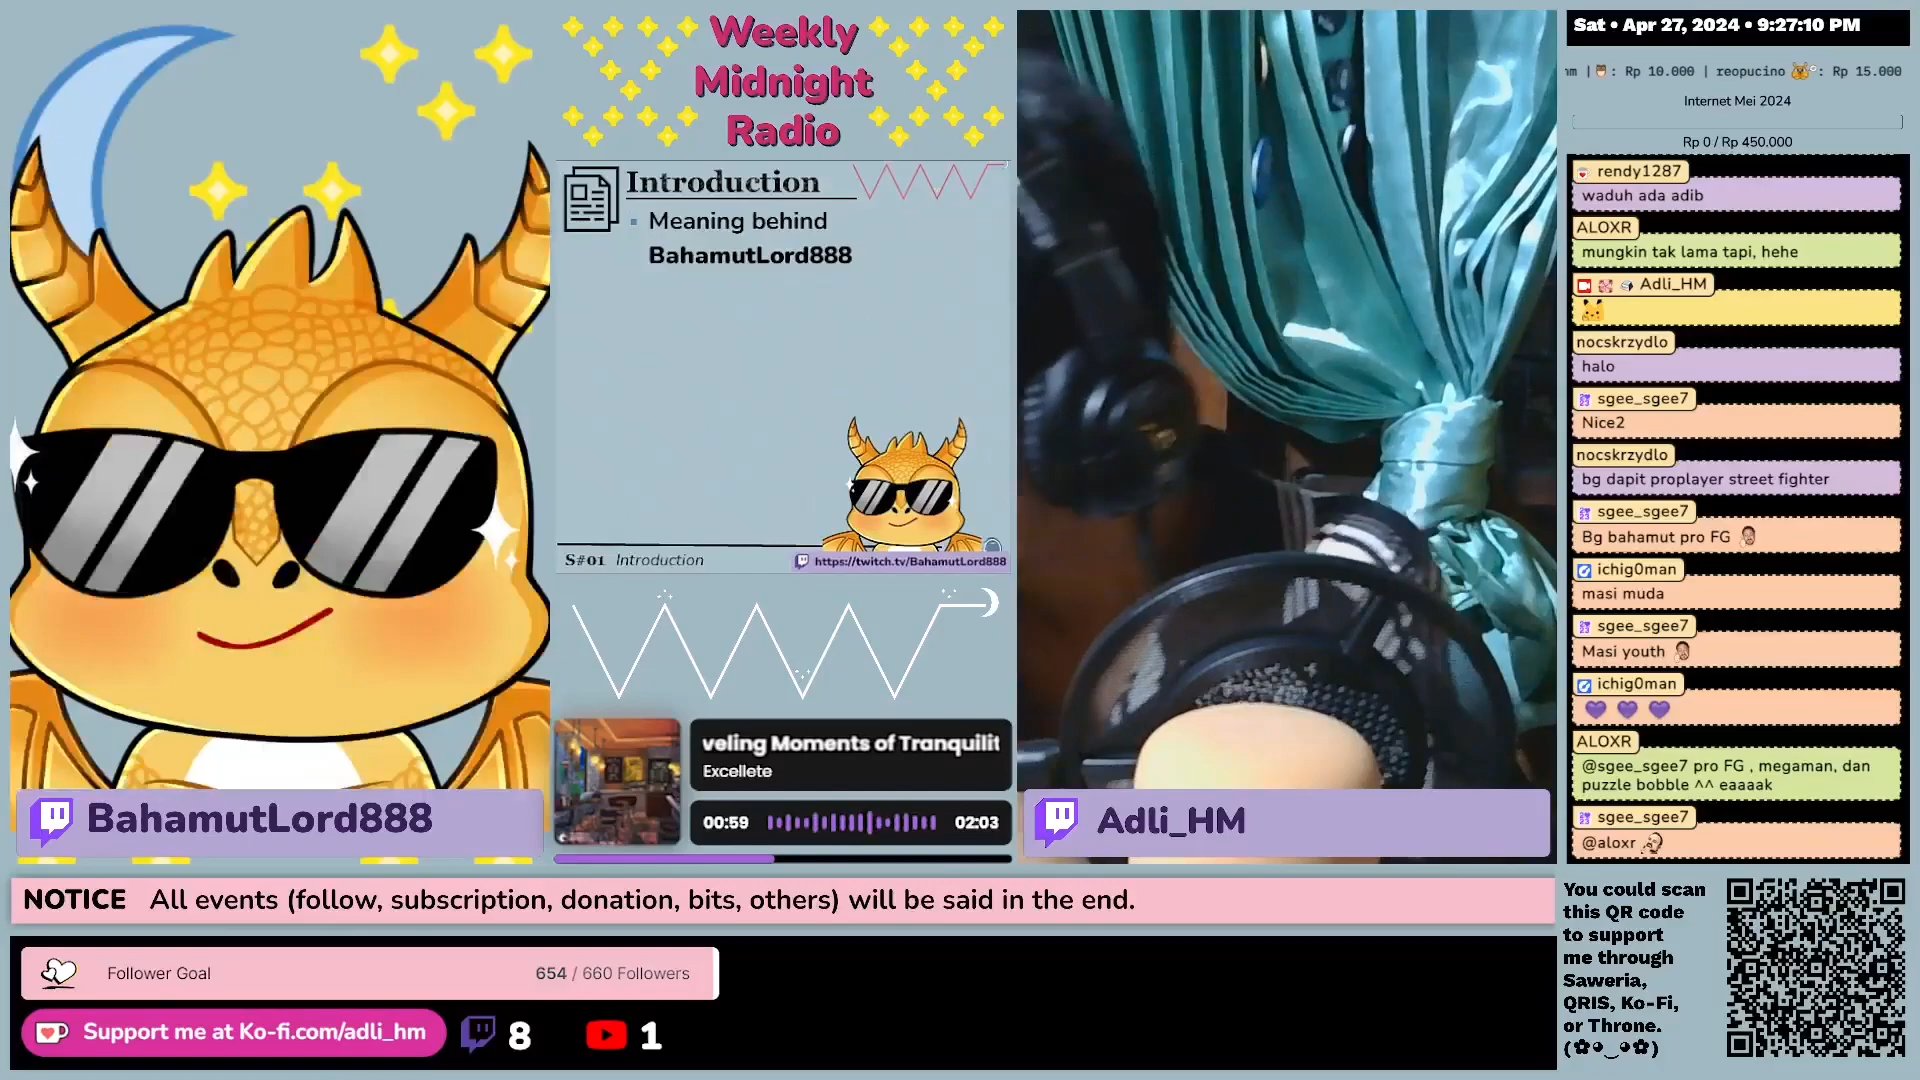 Weekly
Midnight
Radio
Introduction
Meaning behind
BahamutLord888
S#01 Introduction
https://twitch.tv/BahamutLord888
veling Moments of Tranquilit
Excellete
00:59
02:03
BahamutLord888
Adli_HM
Sat • Apr 27, 2024 • 9:27:10 PM
: Rp 10.000 | reopucino : Rp 15.000
Internet Mei 2024
Rp 0 / Rp 450.000
rendy1287
waduh ada adib
ALOXR
mungkin tak lama tapi, hehe
Adli_HM
nocskrzydlo
halo
sgee_sgee7
Nice2
nocskrzydlo
bg dapit proplayer street fighter
sgee_sgee7
Bg bahamut pro FG
ichig0man
masi muda
sgee_sgee7
Masi youth
ichig0man
ALOXR
@sgee_sgee7 pro FG , megaman, dan
puzzle bobble ^^ eaaaak
sgee_sgee7
@aloxr
NOTICE All events (follow, subscription, donation, bits, others) will be said in the end.
Follower Goal
654 / 660 Followers
Support me at Ko-fi.com/adli_hm
8
1
You could scan
this QR code
to support
me through
Saweria,
QRIS, Ko-Fi,
or Throne.
(✿◕‿◕✿)